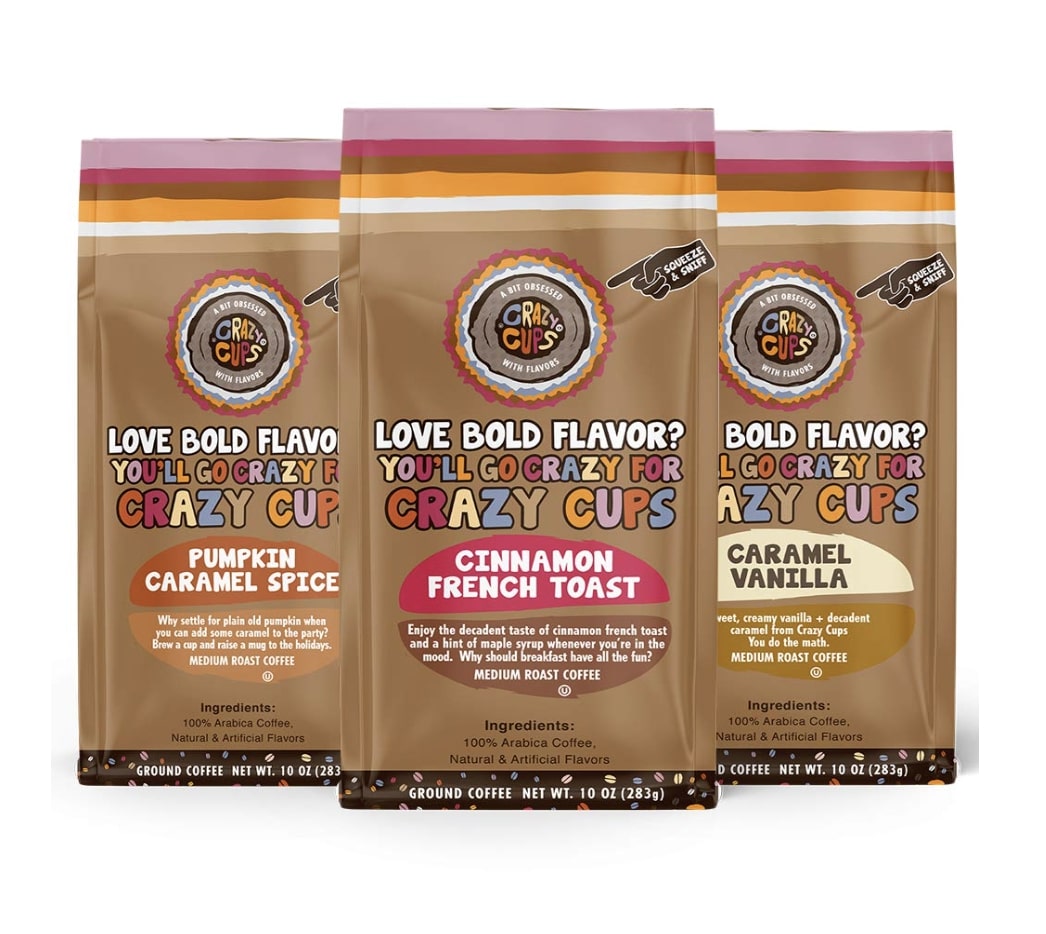 A BIT OBSESSED
CRAZY
CUPS
WITH FLAVORS
LOVE BOLD FLAVO
YOU'LL GO CRAZY FO
CRAZY CUP
PUMPKIN
CARAMEL SPICE
Why settle for plain old pumpkin when
you can add some caramel to the party?
Brew a cup and raise a mug to the holidays.
MEDIUM ROAST COFFEE
U
Ingredients:
100% Arabica Coffee,
Natural & Artificial Flavors
GROUND COFFEE NET WT. 10 OZ (283
SQUEEZE
& SNIFF
A BIT OBSESSED
CRAZY
CUPS
WITH FLAVORS
LOVE BOLD FLAVOR?
YOU'LL GO CRAZY FOR
CRAZY CUPS
CINNAMON
FRENCH TOAST
Enjoy the decadent taste of cinnamon french toast
and a hint of maple syrup whenever you're in the
mood. Why should breakfast have all the fun?
MEDIUM ROAST COFFEE
U
Ingredients:
100% Arabica Coffee,
Natural & Artificial Flavors
GROUND COFFEE NET WT. 10 OZ (283g)
SQUEEZE
& SNIFF
A BIT OBSESSED
CRAZY
CUPS
WITH FLAVORS
BOLD FLAVOR?
L GO CRAZY FOR
AZY CUPS
CARAMEL
VANILLA
weet, creamy vanilla + decadent
caramel from Crazy Cups
You do the math.
MEDIUM ROAST COFFEE
U
Ingredients:
100% Arabica Coffee,
Natural & Artificial Flavors
D COFFEE NET WT. 10 OZ (283g)